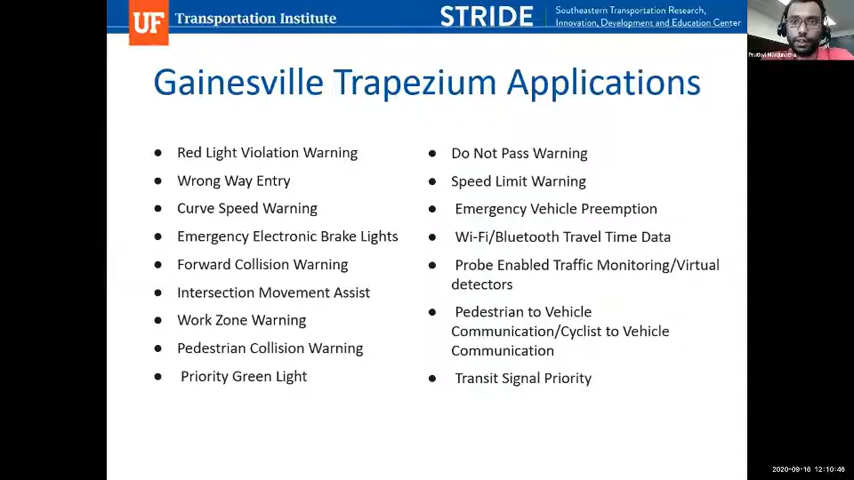 UF Transportation Institute
STRIDE
Southeastern Transportation Research,
Innovation, Development and Education Center
Gainesville Trapezium Applications
● Red Light Violation Warning
● Wrong Way Entry
● Curve Speed Warning
● Emergency Electronic Brake Lights
● Forward Collision Warning
● Intersection Movement Assist
● Work Zone Warning
● Pedestrian Collision Warning
● Priority Green Light
● Do Not Pass Warning
● Speed Limit Warning
● Emergency Vehicle Preemption
● Wi-Fi/Bluetooth Travel Time Data
● Probe Enabled Traffic Monitoring/Virtual
detectors
● Pedestrian to Vehicle
Communication/Cyclist to Vehicle
Communication
● Transit Signal Priority
2020-09-16 12:10:46